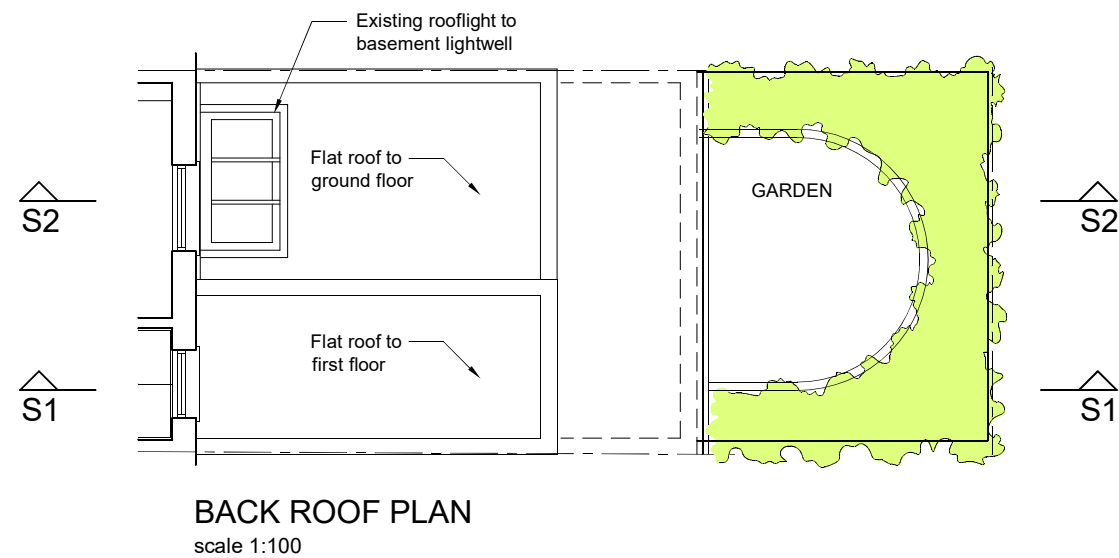 Existing rooflight to
basement lightwell
Flat roof to
ground floor
GARDEN
S2
S2
Flat roof to
first floor
S1
S1
BACK ROOF PLAN
scale 1:100